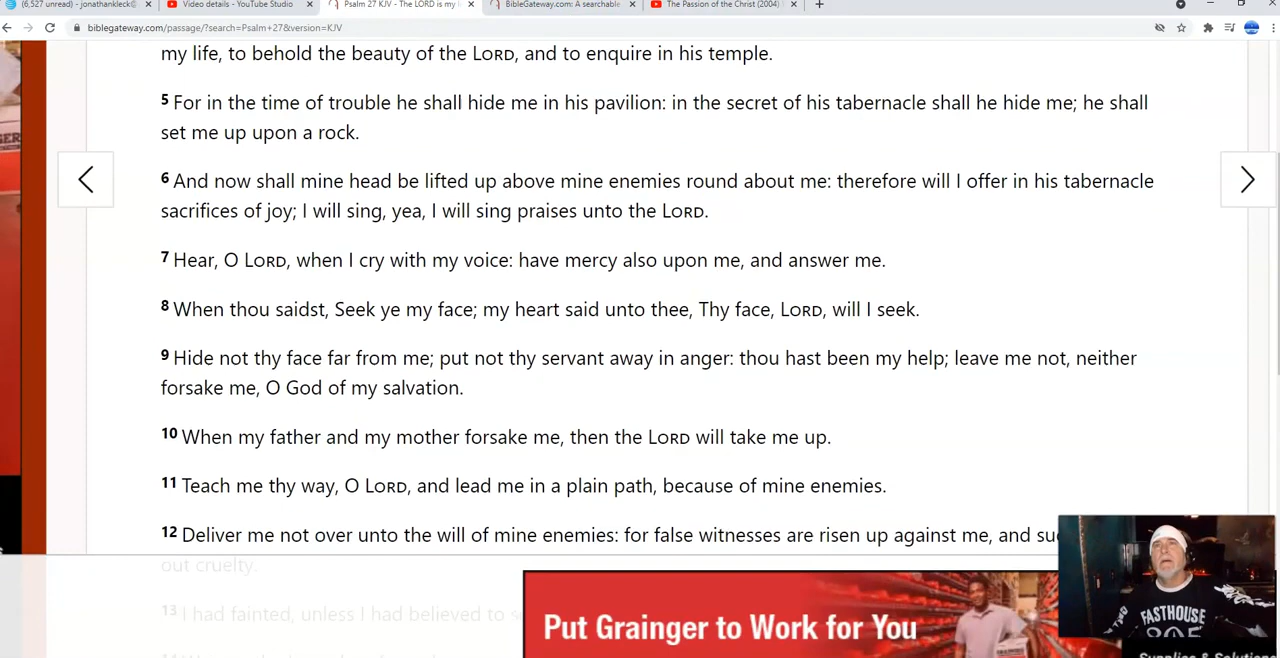 (6,527 unread) - jonathankleck©
Video details - YouTube Studio
Psalm 27 KJV - The LORD is my l
BibleGateway.com: A searchable
The Passion of the Christ (2004)
biblegateway.com/passage/?search=Psalm+27&version=KJV
my life, to behold the beauty of the LORD, and to enquire in his temple.
5 For in the time of trouble he shall hide me in his pavilion: in the secret of his tabernacle shall he hide me; he shall
set me up upon a rock.
6 And now shall mine head be lifted up above mine enemies round about me: therefore will I offer in his tabernacle
sacrifices of joy; I will sing, yea, I will sing praises unto the LORD.
7 Hear, O LORD, when I cry with my voice: have mercy also upon me, and answer me.
8 When thou saidst, Seek ye my face; my heart said unto thee, Thy face, LORD, will I seek.
9 Hide not thy face far from me; put not thy servant away in anger: thou hast been my help; leave me not, neither
forsake me, O God of my salvation.
10 When my father and my mother forsake me, then the LORD will take me up.
11 Teach me thy way, O LORD, and lead me in a plain path, because of mine enemies.
12 Deliver me not over unto the will of mine enemies: for false witnesses are risen up against me, and su
out cruelty.
13 I had fainted, unless I had believed to s
Put Grainger to Work for You
FASTHOUSE
805
Supplies & Solutions